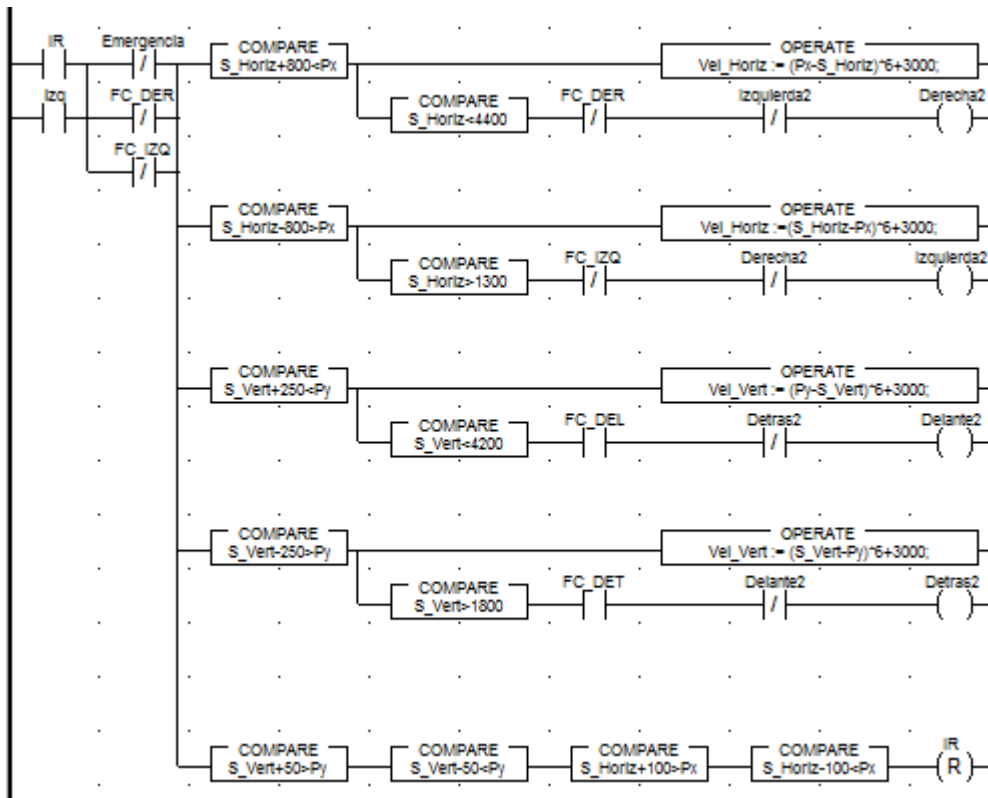 IR Emergencia COMPARE OPERATE
S_Horiz+800<Px Vel_Horiz := (Px-S_Horiz)*6+3000;
Izq FC_DER COMPARE FC_DER Izquierda2 Derecha2
S_Horiz<4400
FC_IZQ
COMPARE OPERATE
S_Horiz-800>Px Vel_Horiz :=(S_Horiz-Px)*6+3000;
COMPARE FC_IZQ Derecha2 Izquierda2
S_Horiz>1300
COMPARE OPERATE
S_Vert+250<Py Vel_Vert := (Py-S_Vert)*6+3000;
COMPARE FC_DEL Detras2 Delante2
S_Vert<4200
COMPARE OPERATE
S_Vert-250>Py Vel_Vert := (S_Vert-Py)*6+3000;
COMPARE FC_DET Delante2 Detras2
S_Vert>1800
COMPARE COMPARE COMPARE COMPARE IR
S_Vert+50>Py S_Vert-50<Py S_Horiz+100>Px S_Horiz-100<Px R